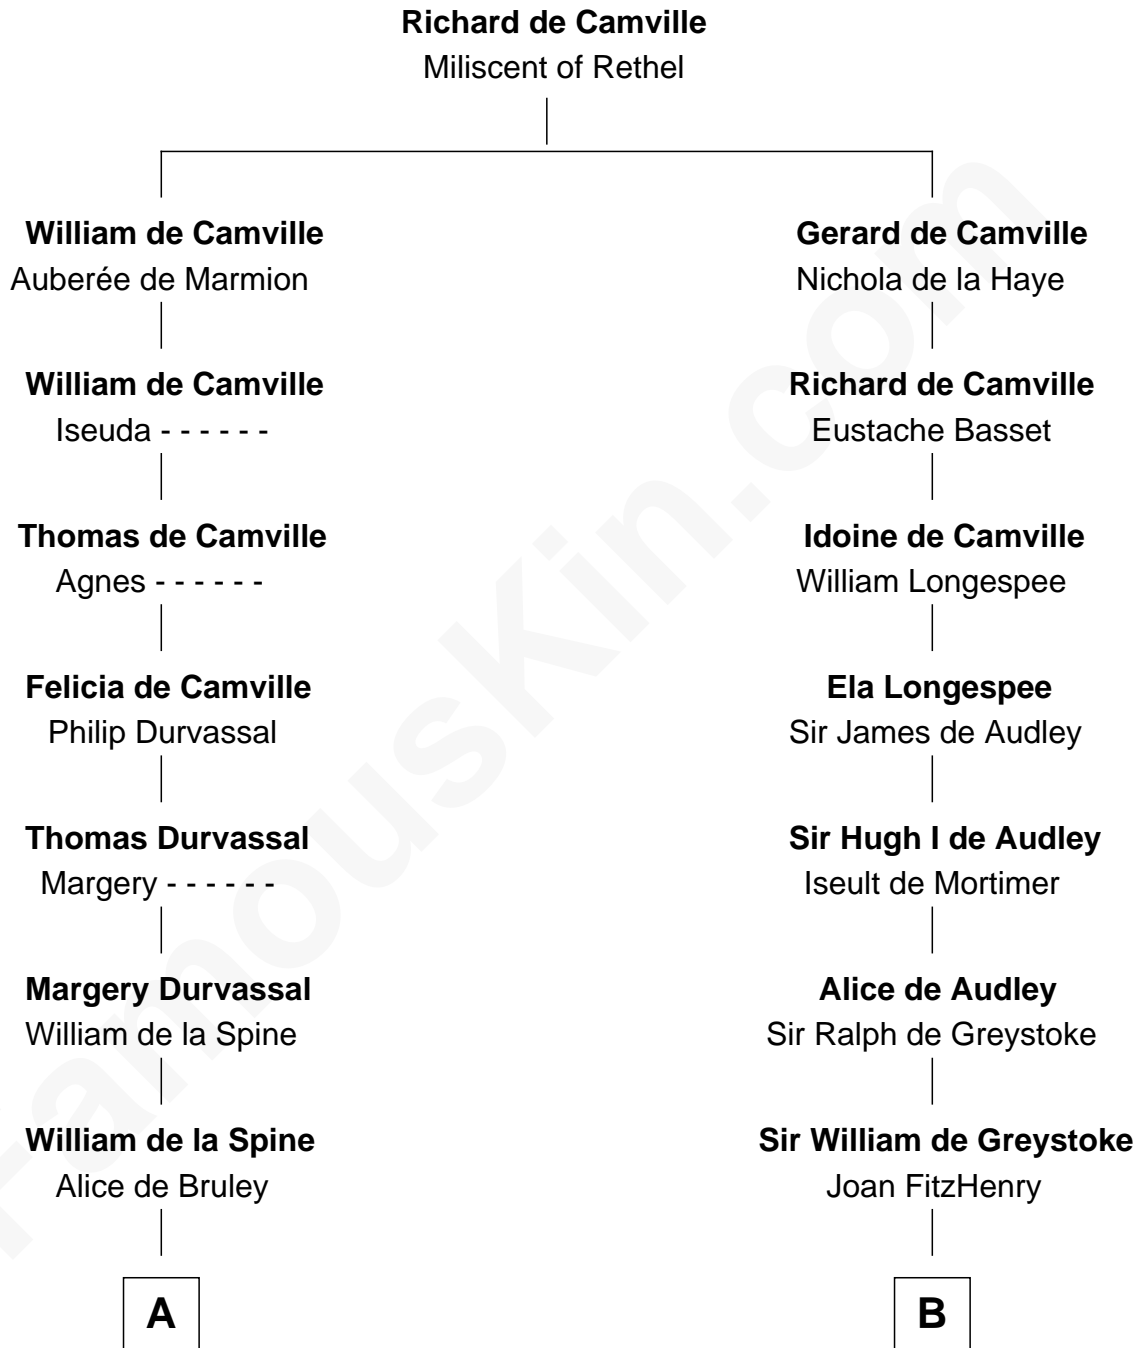 Richard de Camville
Miliscent of Rethel
William de Camville
Auberée de Marmion
Gerard de Camville
Nichola de la Haye
William de Camville
Iseuda - - - - - -
Richard de Camville
Eustache Basset
Thomas de Camville
Agnes - - - - - -
Idoine de Camville
William Longespee
Felicia de Camville
Philip Durvassal
Ela Longespee
Sir James de Audley
Thomas Durvassal
Margery - - - - - -
Sir Hugh I de Audley
Iseult de Mortimer
Margery Durvassal
William de la Spine
Alice de Audley
Sir Ralph de Greystoke
William de la Spine
Alice de Bruley
Sir William de Greystoke
Joan FitzHenry
A
B
FamousKin.com